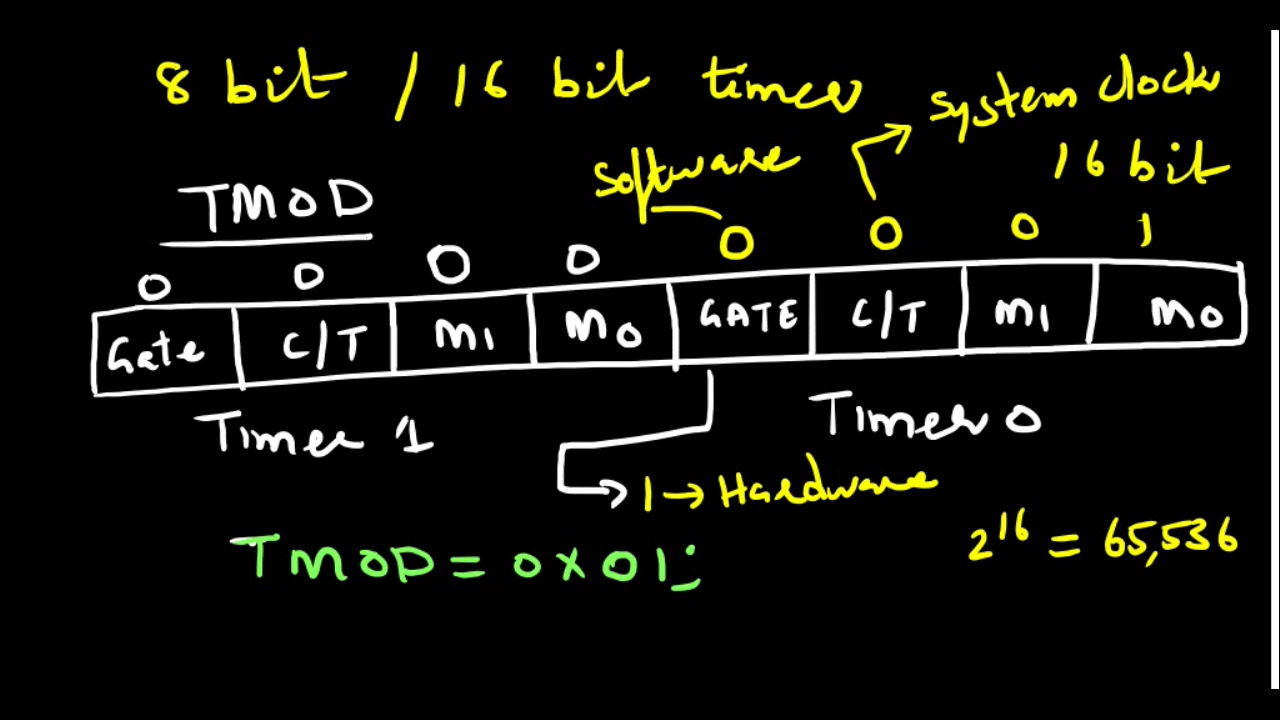 8 bit / 16 bit timer
System clock
Software
16 bit
TMOD
0 0 0 0 0 0 0 1
Gate C/T M1 M0 GATE C/T M1 M0
Timer 1
Timer 0
1 → Hardware
TMOD = 0x01;
2^16 = 65,536